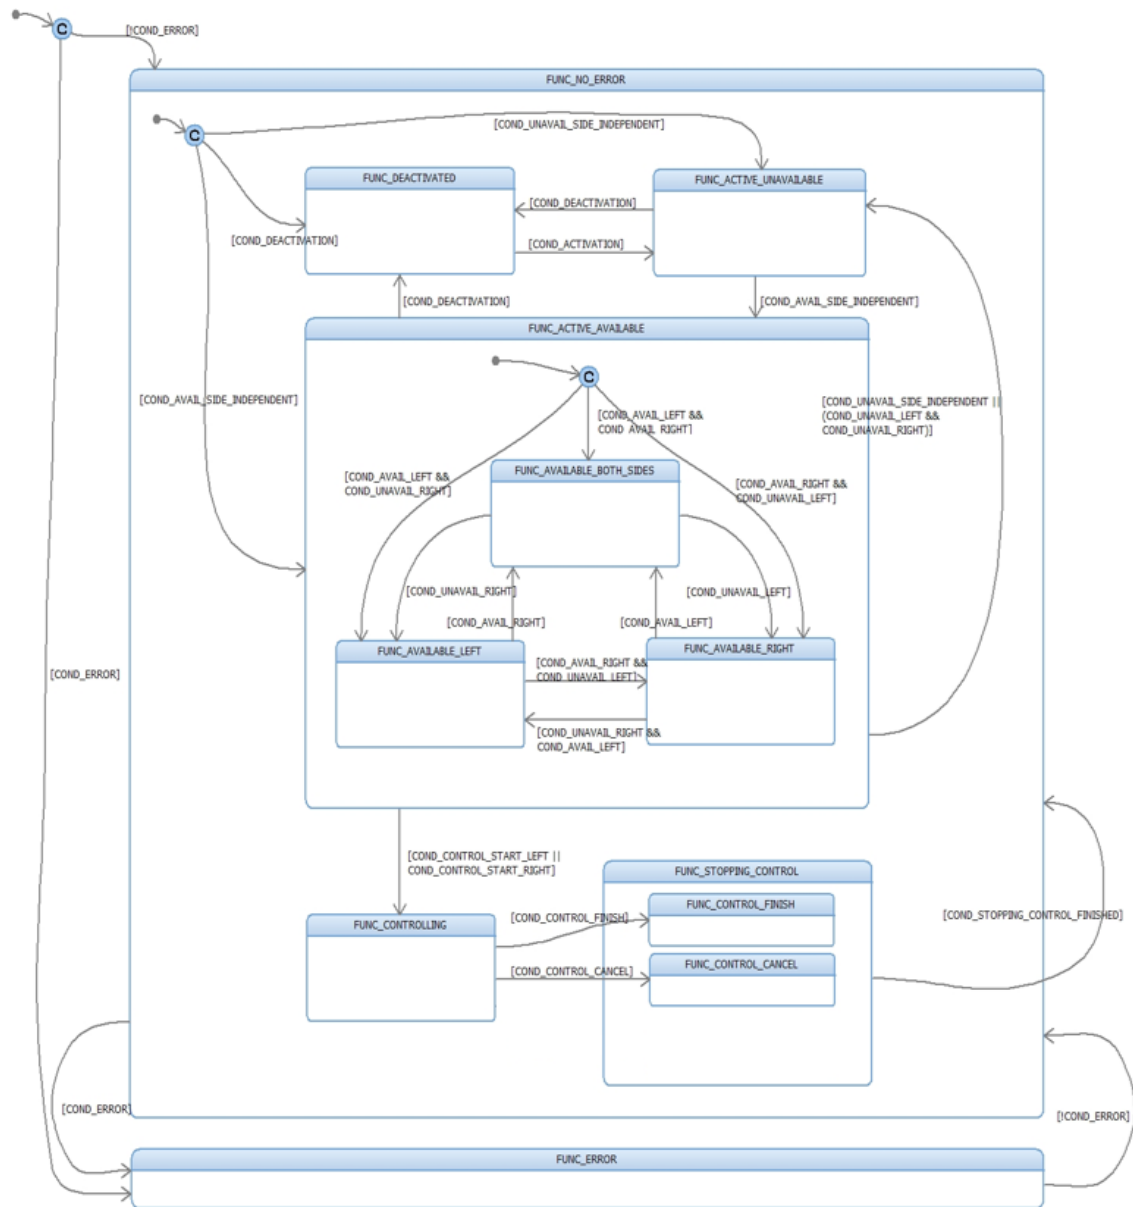 C
[!COND_ERROR]
FUNC_NO_ERROR
C
[COND_UNAVAIL_SIDE_INDEPENDENT]
FUNC_DEACTIVATED
FUNC_ACTIVE_UNAVAILABLE
[COND_DEACTIVATION]
[COND_DEACTIVATION]
[COND_ACTIVATION]
[COND_DEACTIVATION]
[COND_AVAIL_SIDE_INDEPENDENT]
FUNC_ACTIVE_AVAILABLE
C
[COND_AVAIL_SIDE_INDEPENDENT]
[COND_AVAIL_LEFT &&
COND_AVAIL_RIGHT]
[COND_UNAVAIL_SIDE_INDEPENDENT ||
(COND_UNAVAIL_LEFT &&
COND_UNAVAIL_RIGHT)]
FUNC_AVAILABLE_BOTH_SIDES
[COND_AVAIL_LEFT &&
COND_UNAVAIL_RIGHT]
[COND_AVAIL_RIGHT &&
COND_UNAVAIL_LEFT]
[COND_UNAVAIL_RIGHT]
[COND_UNAVAIL_LEFT]
[COND_AVAIL_RIGHT]
[COND_AVAIL_LEFT]
FUNC_AVAILABLE_LEFT
FUNC_AVAILABLE_RIGHT
[COND_AVAIL_RIGHT &&
COND_UNAVAIL_LEFT]
[COND_ERROR]
[COND_UNAVAIL_RIGHT &&
COND_AVAIL_LEFT]
[COND_CONTROL_START_LEFT ||
COND_CONTROL_START_RIGHT]
FUNC_STOPPING_CONTROL
FUNC_CONTROL_FINISH
FUNC_CONTROLLING
[COND_CONTROL_FINISH]
[COND_STOPPING_CONTROL_FINISHED]
FUNC_CONTROL_CANCEL
[COND_CONTROL_CANCEL]
[COND_ERROR]
[!COND_ERROR]
FUNC_ERROR